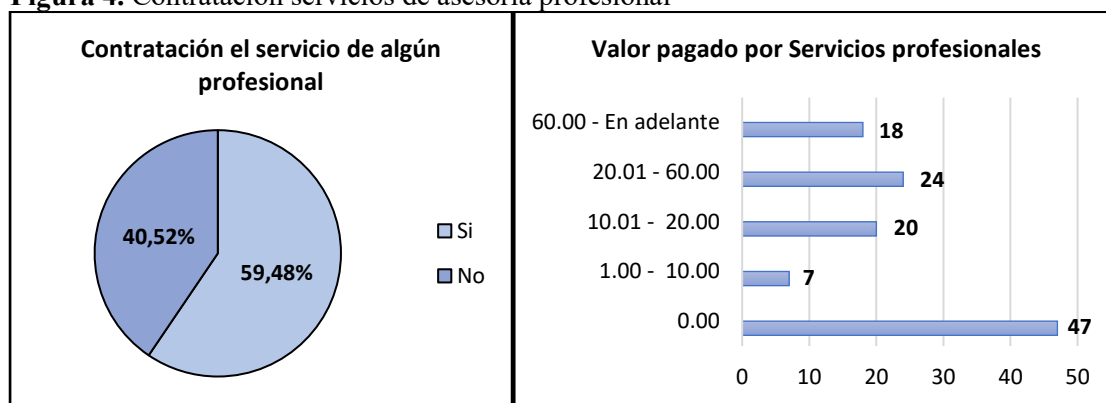 Figura 4. Contratación servicios de asesoría profesional
Contratación el servicio de algún
profesional
40,52%
59,48%
Si
No
Valor pagado por Servicios profesionales
60.00 - En adelante
18
20.01 - 60.00
24
10.01 - 20.00
20
1.00 - 10.00
7
0.00
47
0 10 20 30 40 50